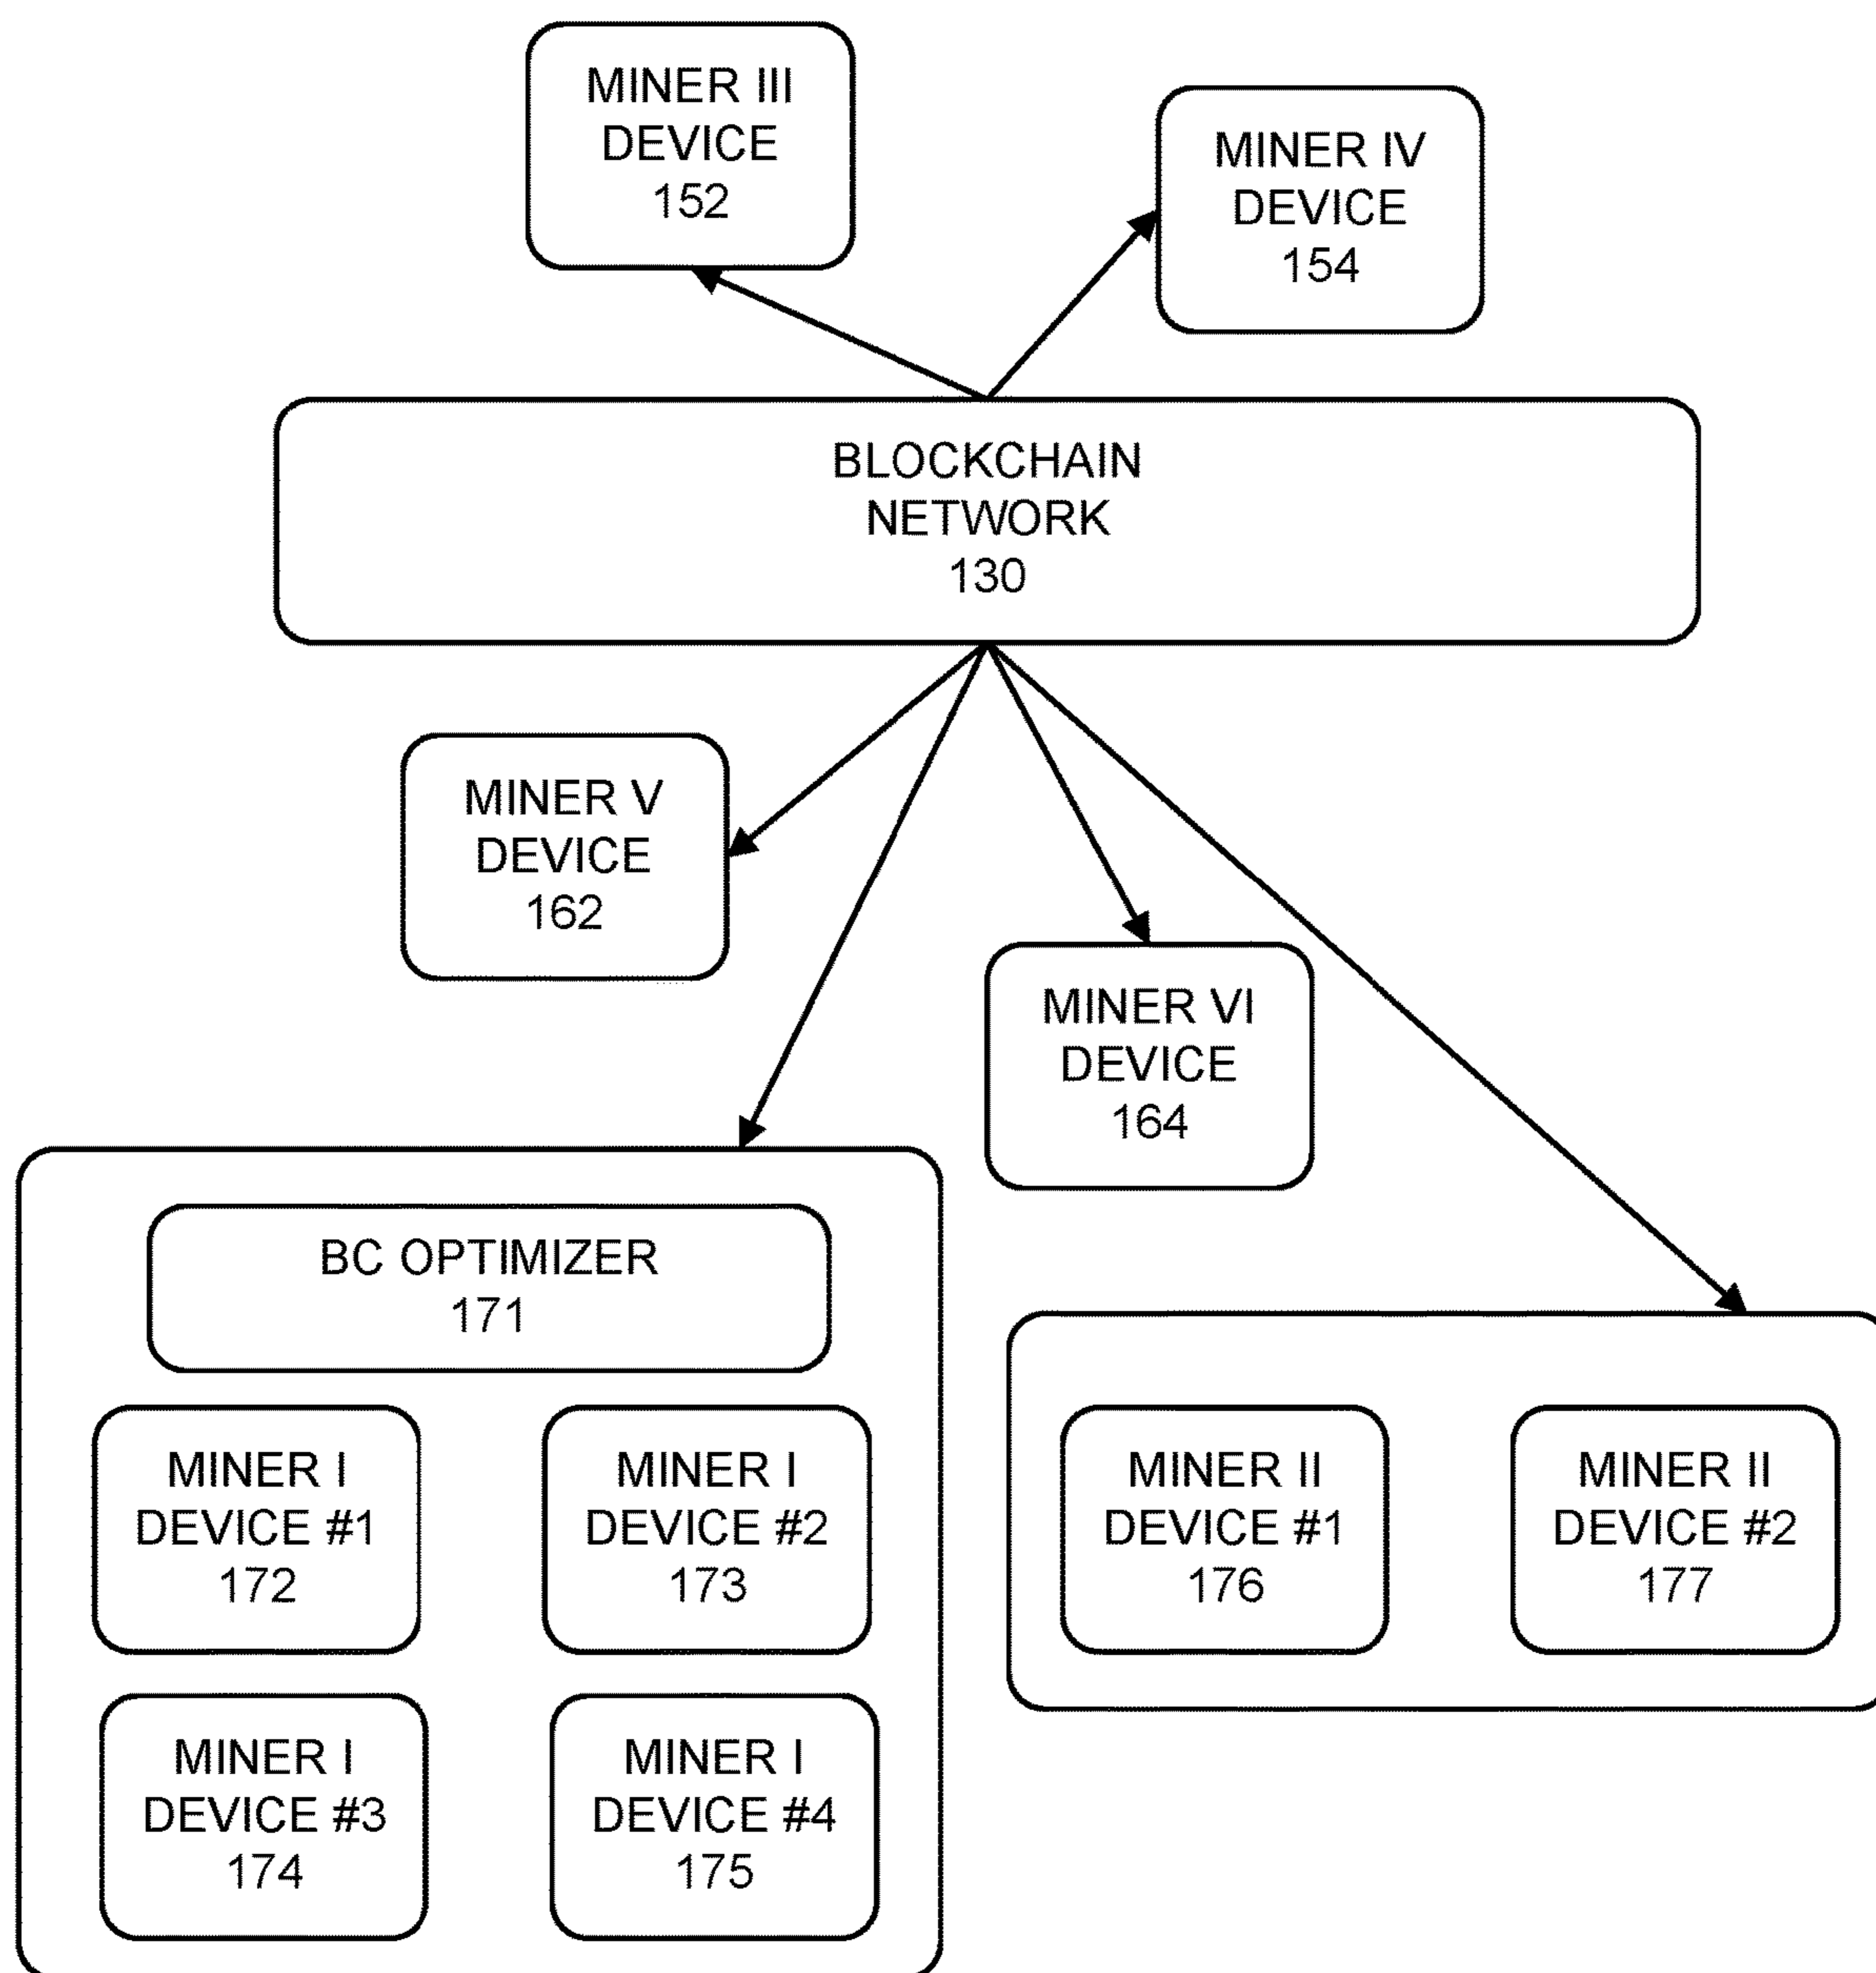 MINER III
DEVICE
152
MINER IV
DEVICE
154
BLOCKCHAIN
NETWORK
130
MINER V
DEVICE
162
MINER VI
DEVICE
164
BC OPTIMIZER
171
MINER I
DEVICE #1
172
MINER I
DEVICE #2
173
MINER I
DEVICE #3
174
MINER I
DEVICE #4
175
MINER II
DEVICE #1
176
MINER II
DEVICE #2
177